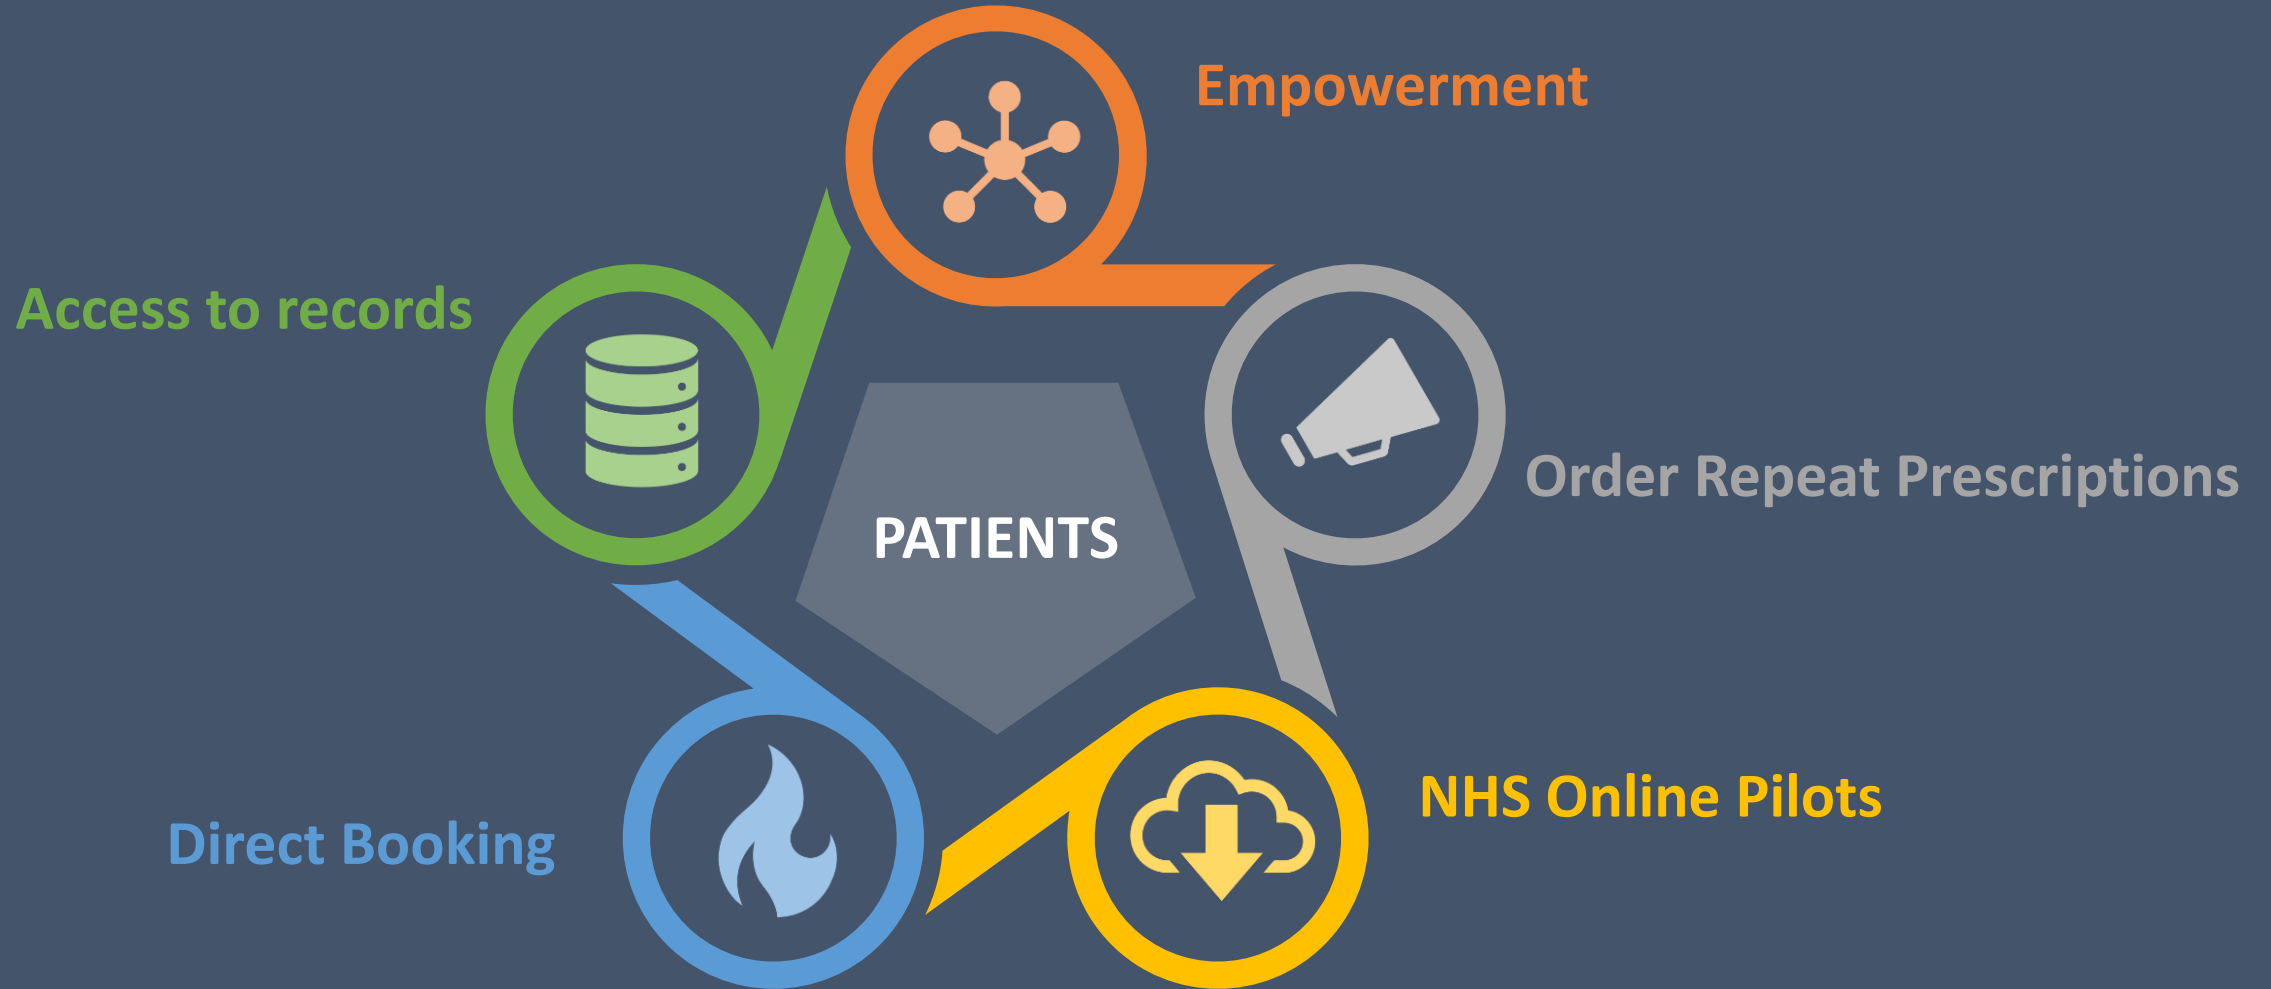 Empowerment
Access to records
Order Repeat Prescriptions
PATIENTS
NHS Online Pilots
Direct Booking